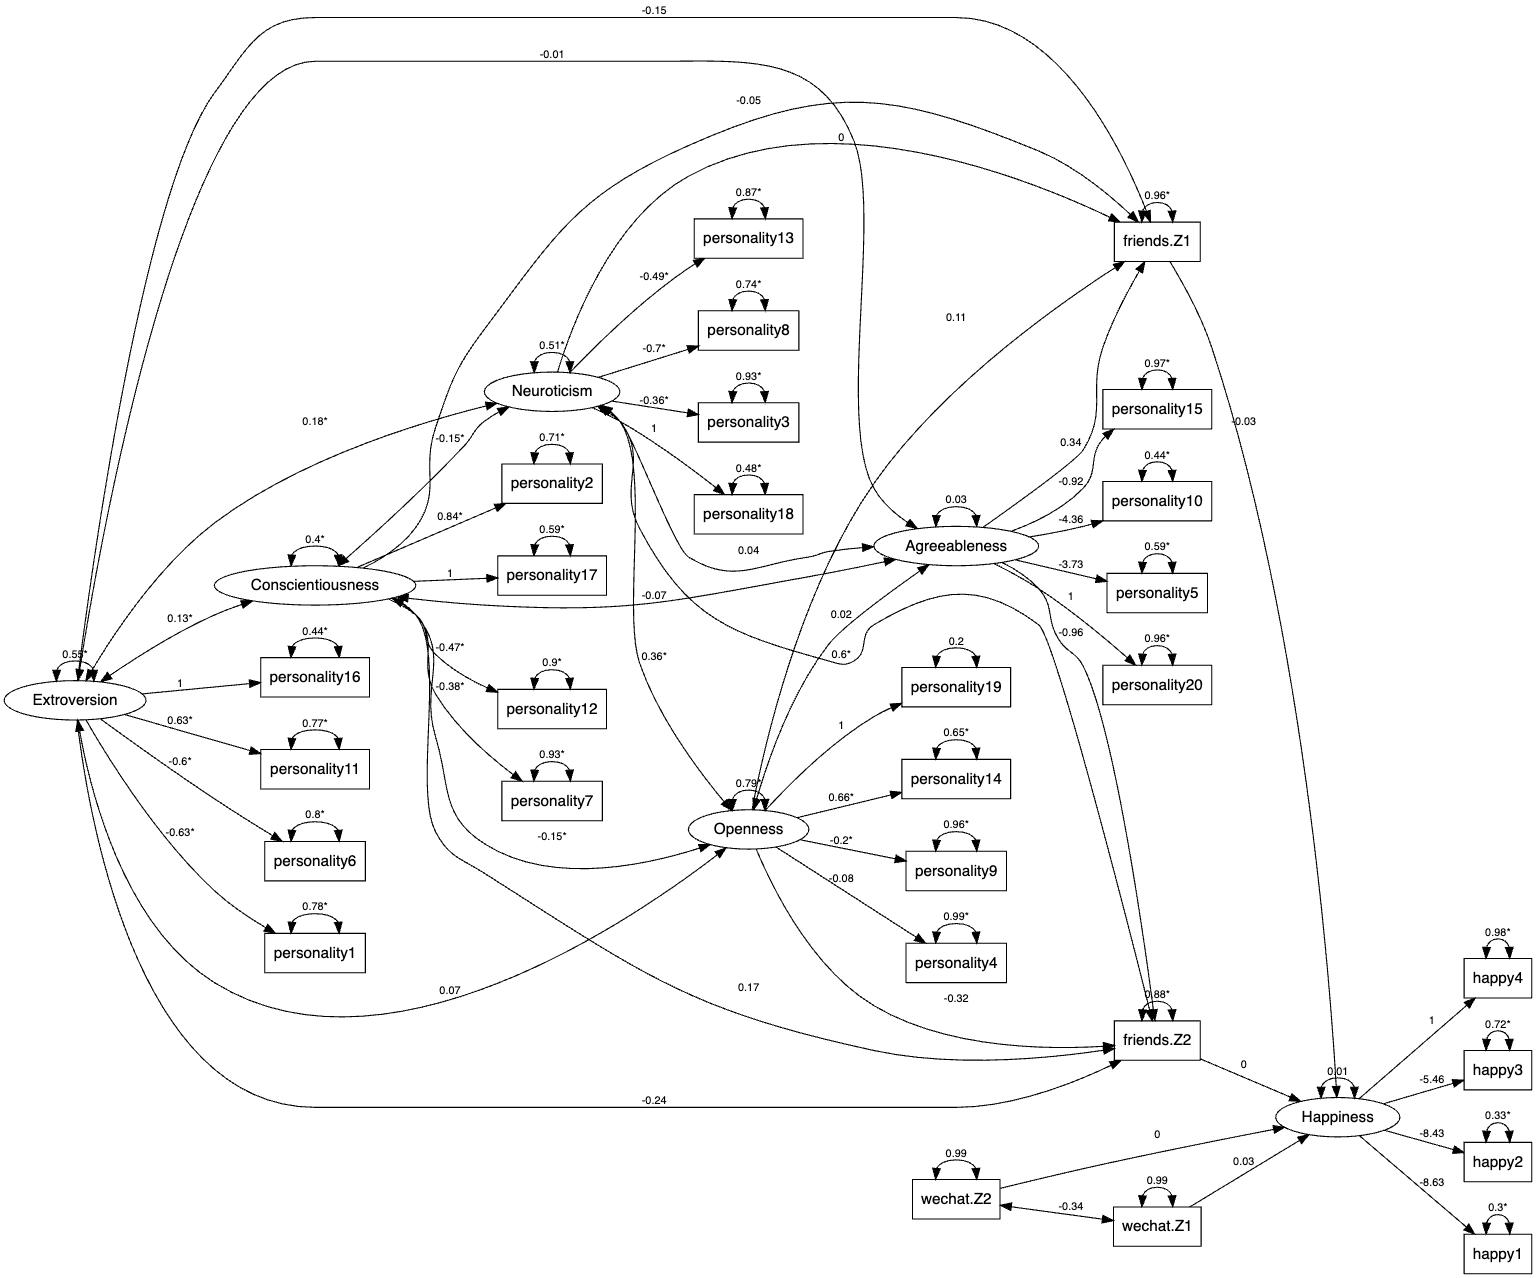 -0.15
-0.01
-0.05
0
0.87*
personality13
0.96*
friends.Z1
-0.49*
0.74*
personality8
0.11
0.51*
Neuroticism
-0.7*
0.93*
personality3
-0.36*
0.97*
personality15
0.18*
1
-0.03
-0.15*
0.34
0.71*
personality2
0.48*
personality18
-0.92
0.44*
personality10
0.84*
-4.36
0.03
Agreeableness
0.4*
Conscientiousness
0.59*
personality17
1
0.04
-3.73
0.59*
personality5
-0.07
1
0.13*
0.02
-0.96
0.44*
personality16
-0.47*
0.36*
0.6*
0.2
personality19
0.96*
personality20
0.55*
Extroversion
1
-0.38*
0.9*
personality12
0.63*
0.77*
personality11
1
0.65*
personality14
-0.6*
0.93*
personality7
0.79*
Openness
0.66*
0.8*
personality6
-0.63*
-0.15*
-0.2*
0.96*
personality9
-0.08
0.78*
personality1
0.99*
personality4
0.07
0.17
-0.32
0.88*
friends.Z2
0.98*
happy4
1
0
0.72*
happy3
-0.24
0.01
Happiness
-5.46
0
-8.43
0.33*
happy2
0.99
wechat.Z2
-0.34
0.99
wechat.Z1
0.03
-8.63
0.3*
happy1